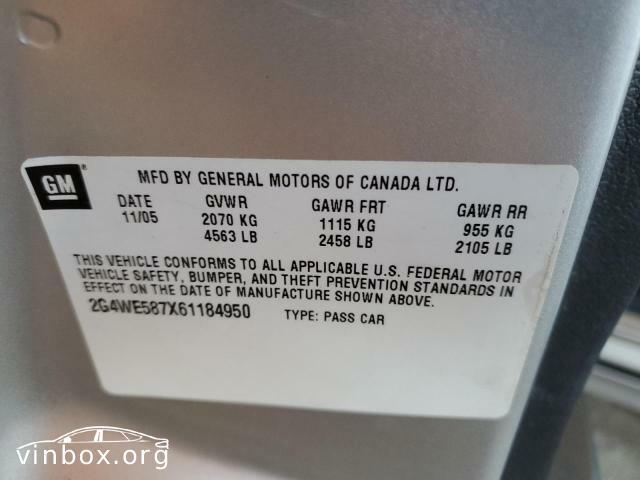 GM
MFD BY GENERAL MOTORS OF CANADA LTD.
DATE GVWR GAWR FRT GAWR RR
11/05 2070 KG 1115 KG 955 KG
4563 LB 2458 LB 2105 LB
THIS VEHICLE CONFORMS TO ALL APPLICABLE U.S. FEDERAL MOTOR
VEHICLE SAFETY, BUMPER, AND THEFT PREVENTION STANDARDS IN
EFFECT ON THE DATE OF MANUFACTURE SHOWN ABOVE.
2G4WE587X61184950 TYPE: PASS CAR
vinbox.org